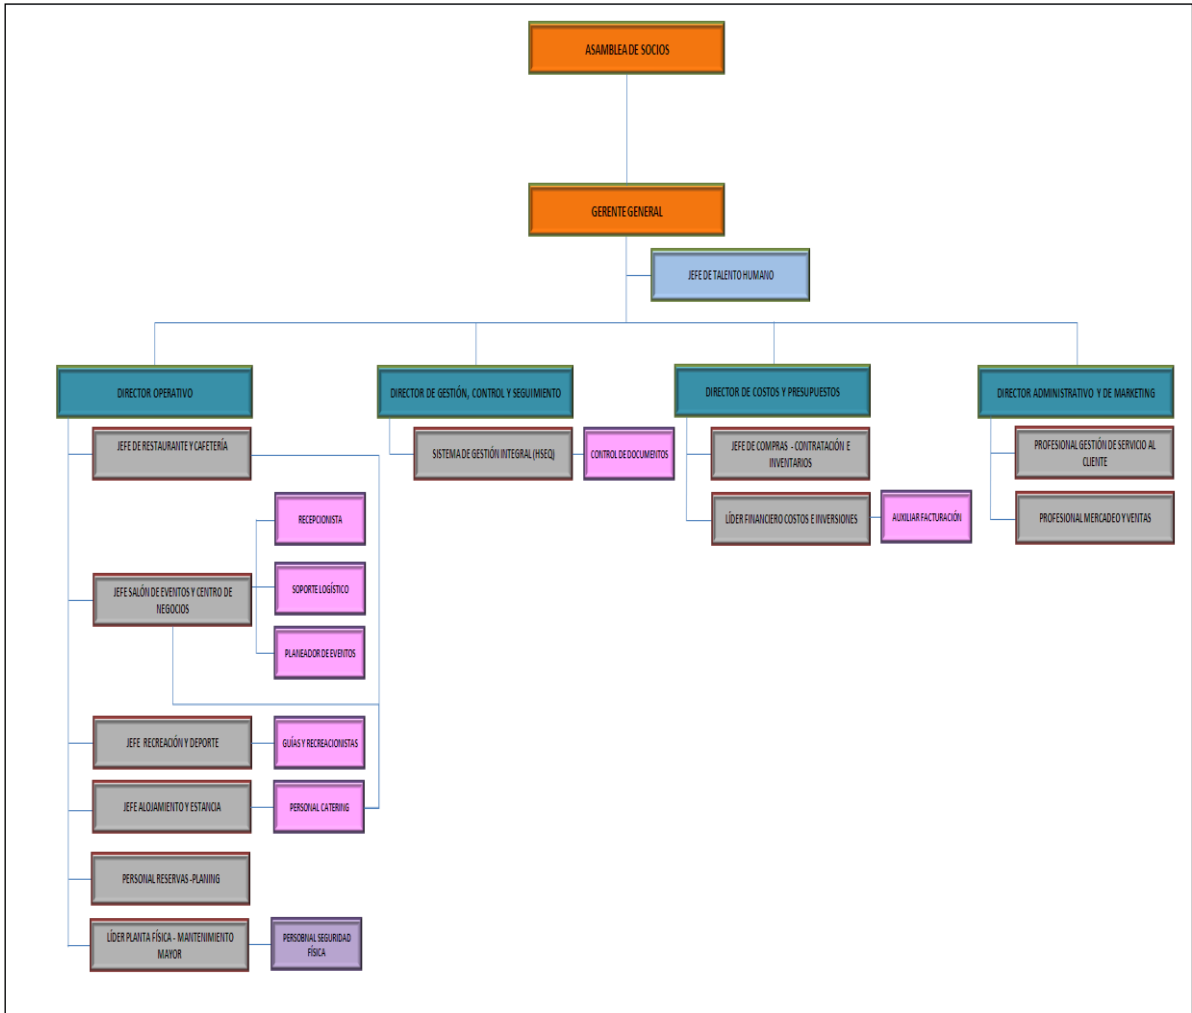 ASAMBLEA DE SOCIOS
GERENTE GENERAL
JEFE DE TALENTO HUMANO
DIRECTOR OPERATIVO
DIRECTOR DE GESTIÓN, CONTROL Y SEGUIMIENTO
DIRECTOR DE COSTOS Y PRESUPUESTOS
DIRECTOR ADMINISTRATIVO Y DE MARKETING
JEFE DE RESTAURANTE Y CAFETERÍA
SISTEMA DE GESTIÓN INTEGRAL (HSEQ)
CONTROL DE DOCUMENTOS
JEFE DE COMPRAS - CONTRATACIÓN E
INVENTARIOS
PROFESIONAL GESTIÓN DE SERVICIO AL
CLIENTE
RECEPCIONISTA
LÍDER FINANCIERO COSTOS E INVERSIONES
AUXILIAR FACTURACIÓN
PROFESIONAL MERCADEO Y VENTAS
SOPORTE LOGÍSTICO
JEFE SALÓN DE EVENTOS Y CENTRO DE
NEGOCIOS
PLANEADOR DE EVENTOS
JEFE RECREACIÓN Y DEPORTE
GUÍAS Y RECREACIONISTAS
JEFE ALOJAMIENTO Y ESTANCIA
PERSONAL CATERING
PERSONAL RESERVAS -PLANING
LÍDER PLANTA FÍSICA - MANTENIMIENTO
MAYOR
PERSOBNAL SEGURIDAD
FÍSICA